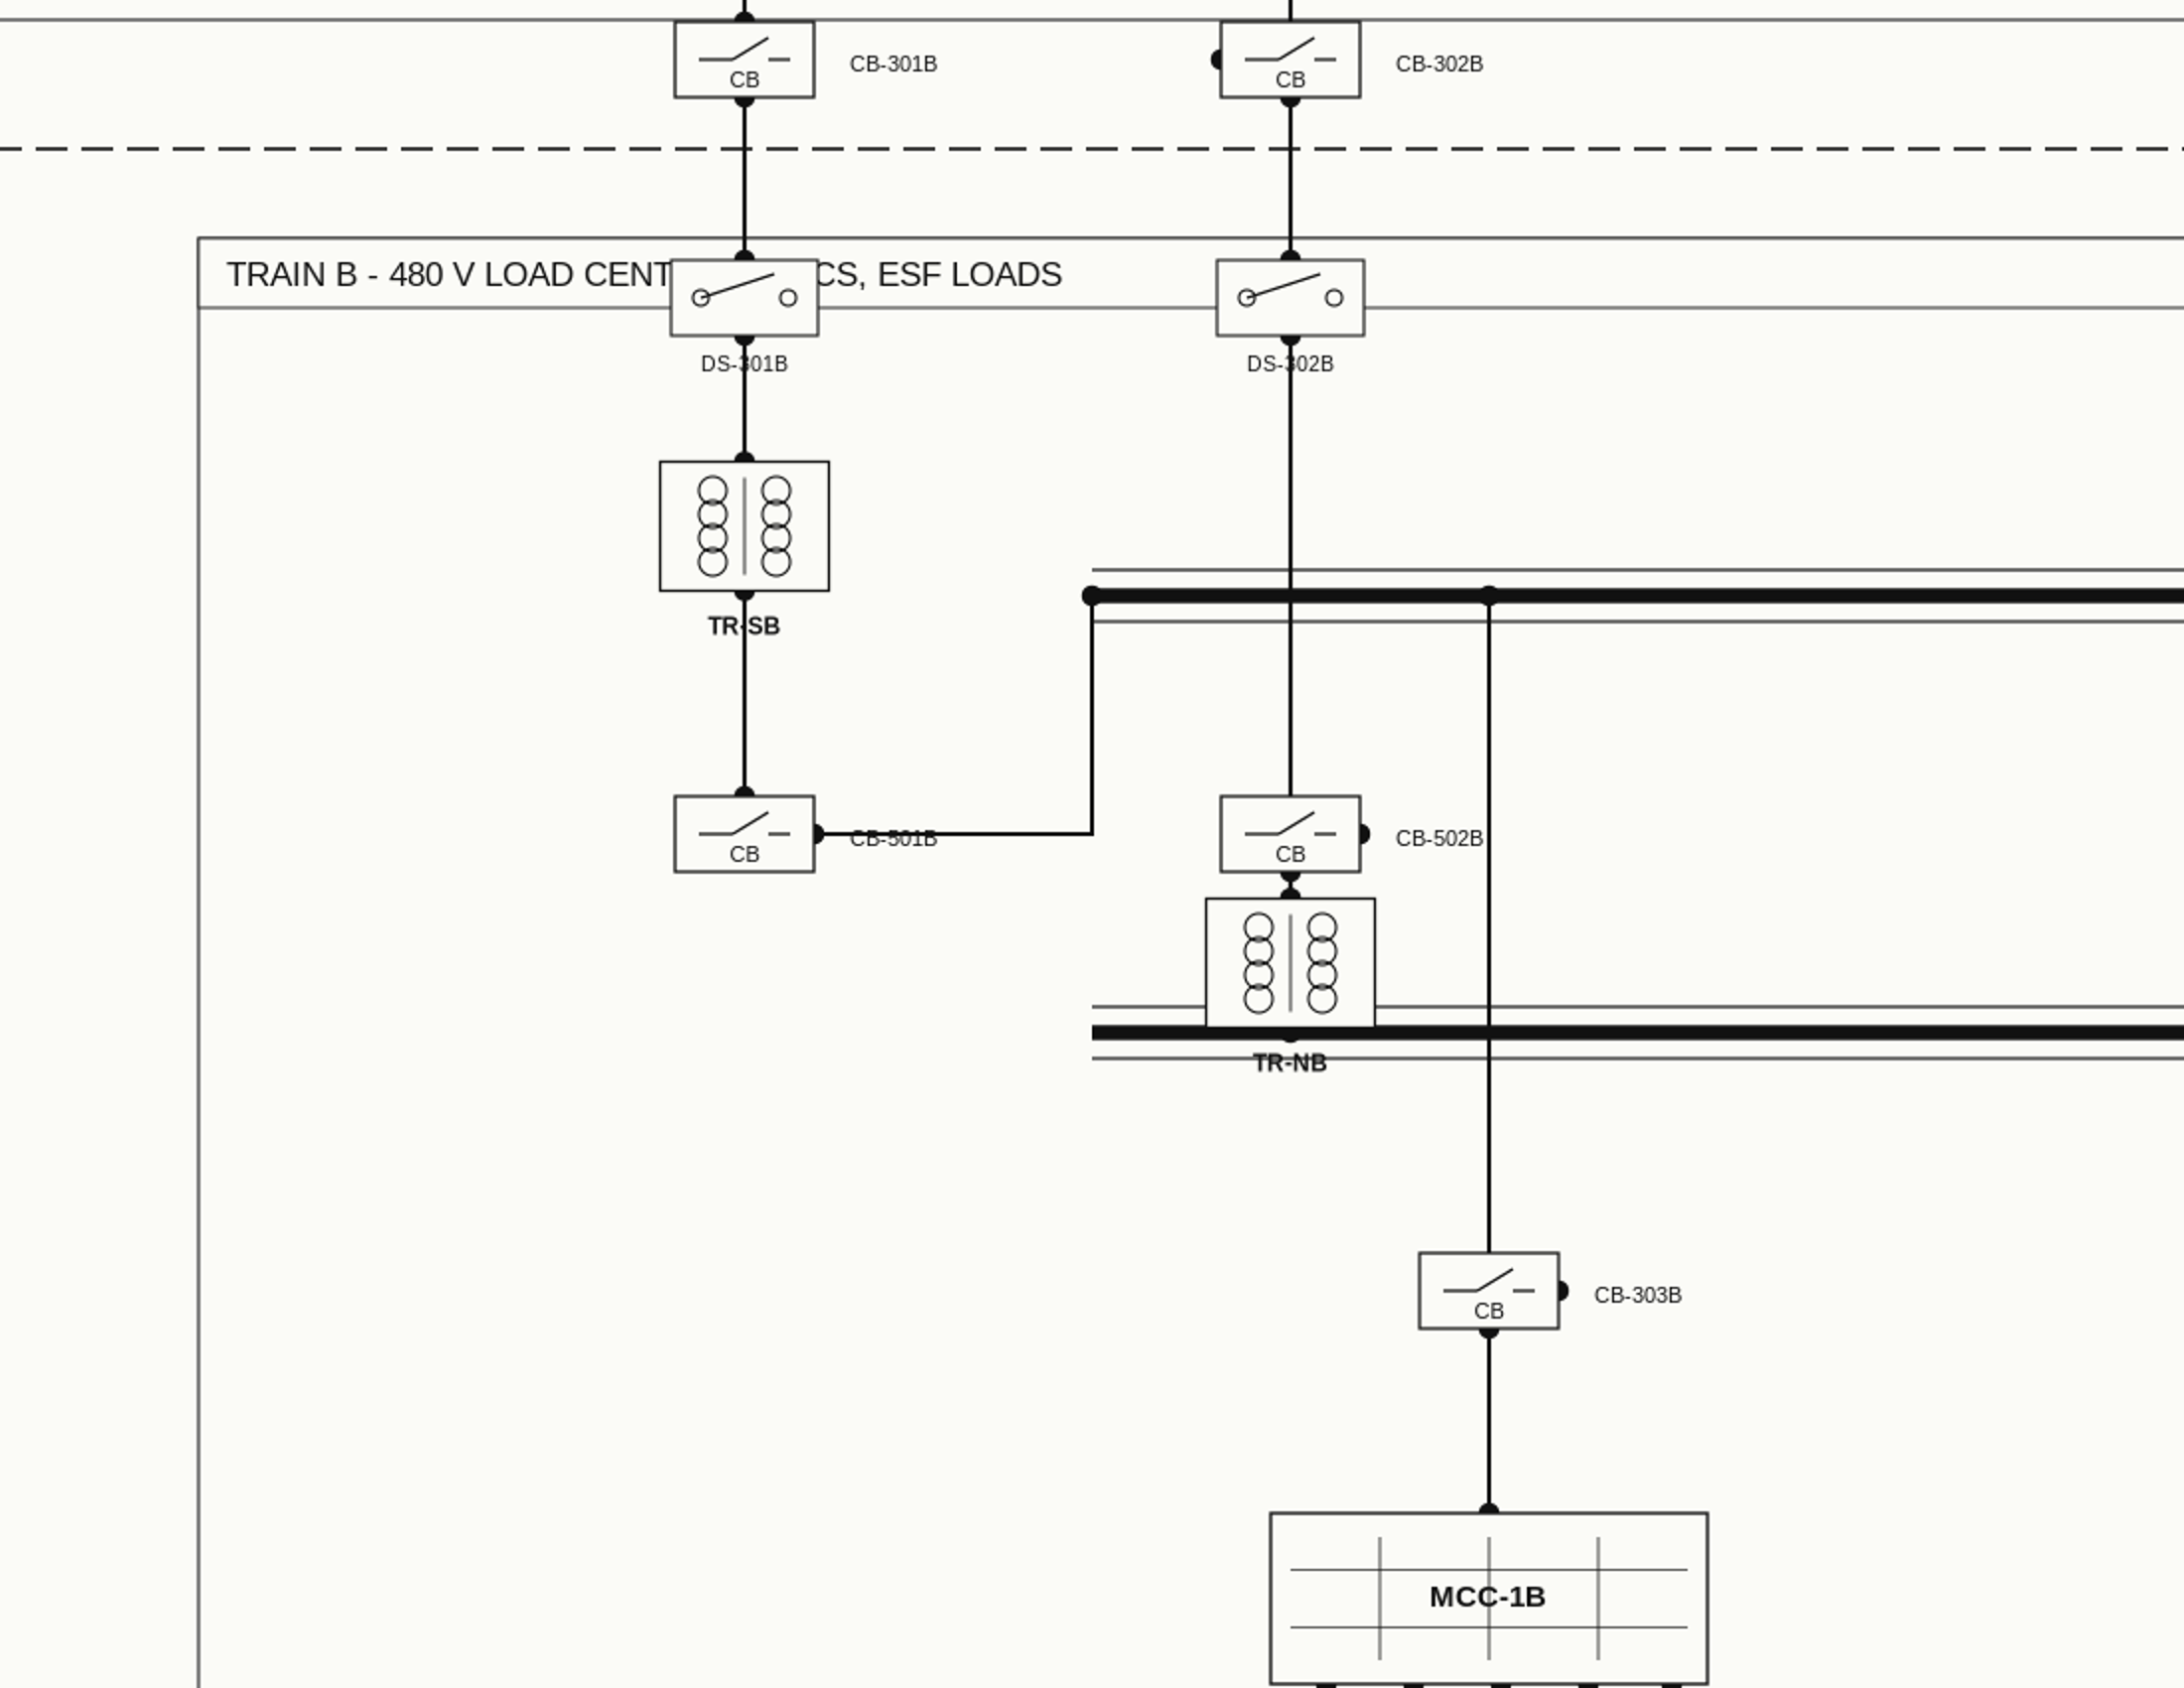 CB-301B
CB
CB-302B
CB
TRAIN B - 480 V LOAD CENT CS, ESF LOADS
DS-301B
DS-302B
TR-SB
CB
CB-501B
CB
CB-502B
TR-NB
CB
CB-303B
MCC-1B